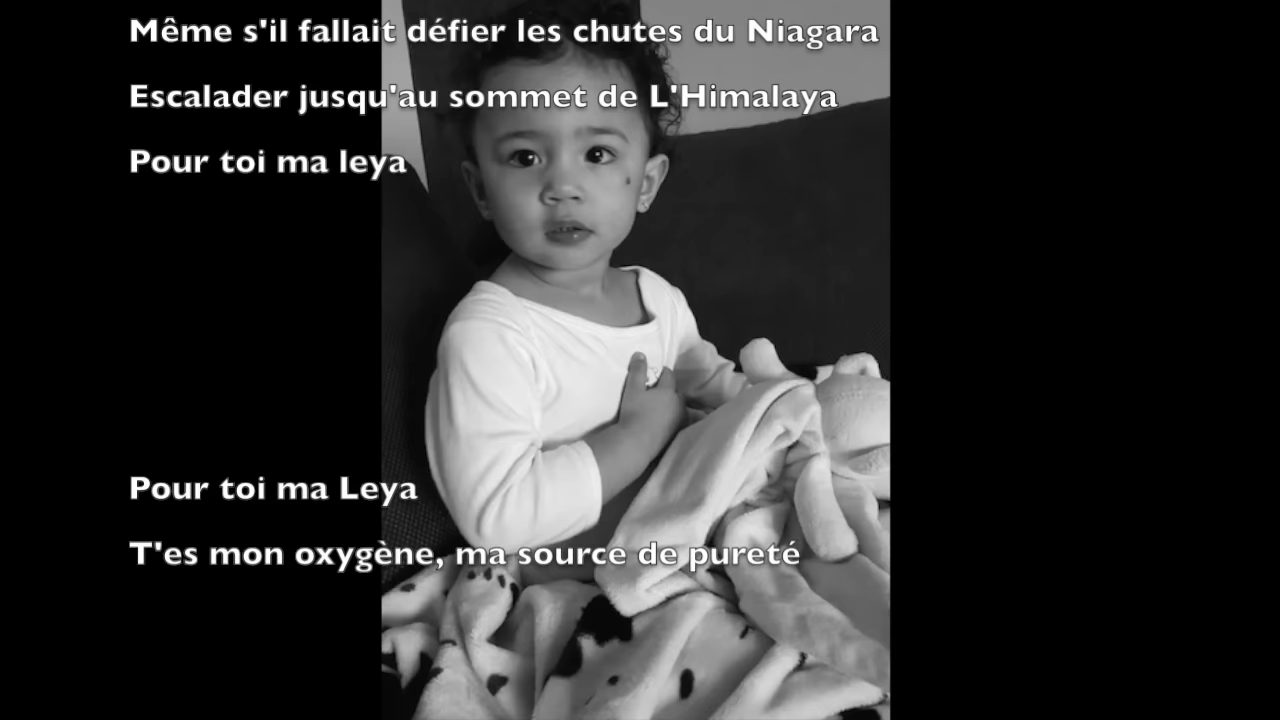 Même s'il fallait défier les chutes du Niagara
Escalader jusqu'au sommet de L'Himalaya
Pour toi ma leya
Pour toi ma Leya
T'es mon oxygène, ma source de pureté